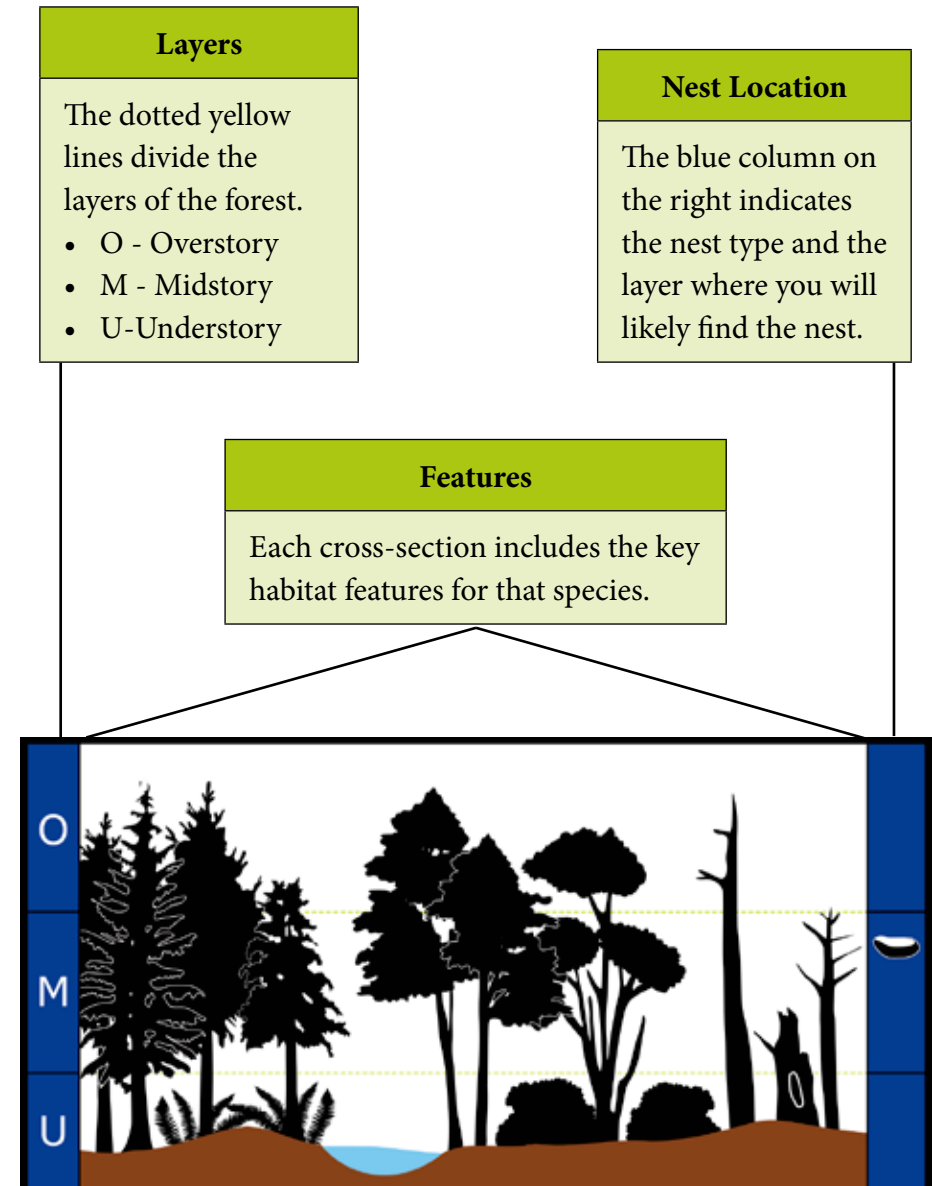 Layers
The dotted yellow
lines divide the
layers of the forest.
• O - Overstory
• M - Midstory
• U-Understory
Nest Location
The blue column on
the right indicates
the nest type and the
layer where you will
likely find the nest.
Features
Each cross-section includes the key
habitat features for that species.
O
M
U